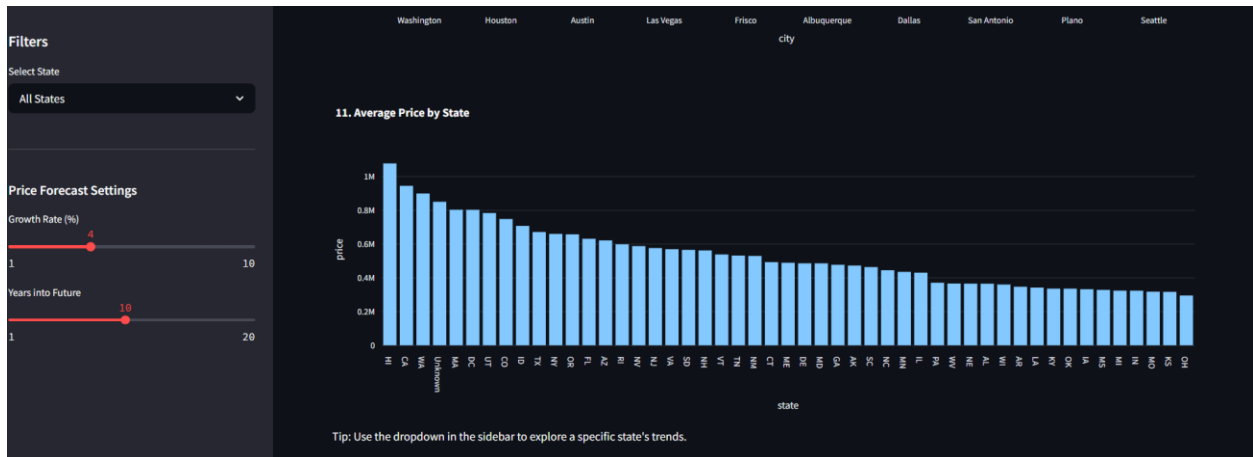 Filters
Select State
All States
Price Forecast Settings
Growth Rate (%)
4
1 10
Years into Future
10
1 20
Washington Houston Austin Las Vegas Frisco Albuquerque Dallas San Antonio Plano Seattle
city
11. Average Price by State
price
1M
0.8M
0.6M
0.4M
0.2M
0
HI CA WA Unknown MA DC UT CO ID TX NY OR FL AZ RI NV NJ VA SD NH VT TN NM CT ME DE MD GA AK SC NC MN IL PA WV NE AL WI AR LA KY OK IA MS MI IN MO KS OH
state
Tip: Use the dropdown in the sidebar to explore a specific state's trends.